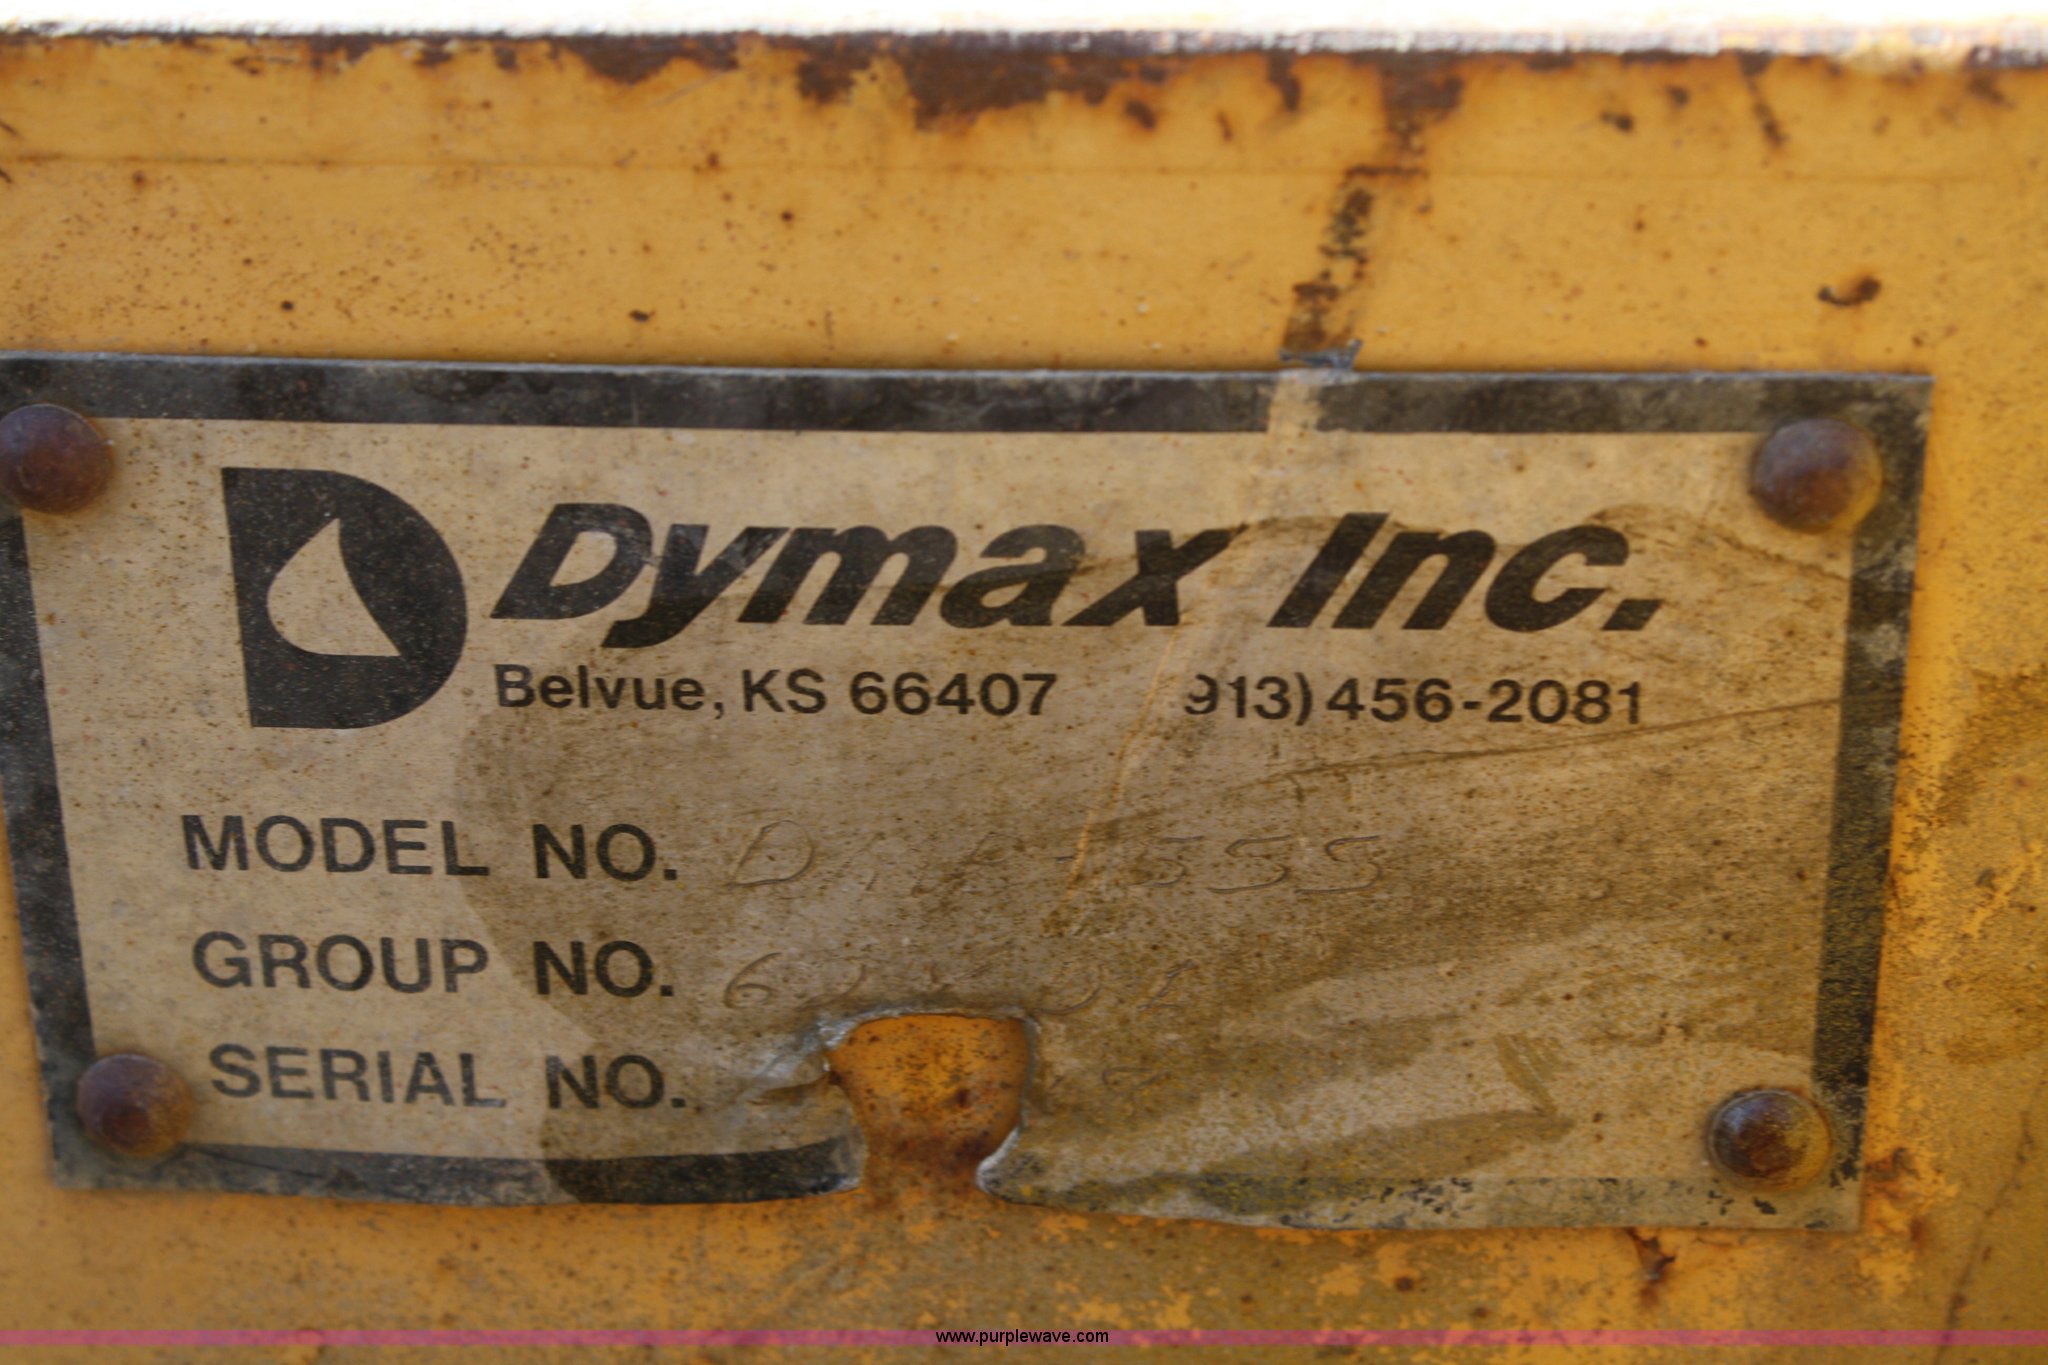 Dymax Inc.
Belvue, KS 66407 913) 456-2081
MODEL NO.
GROUP NO.
SERIAL NO.
www.purplewave.com